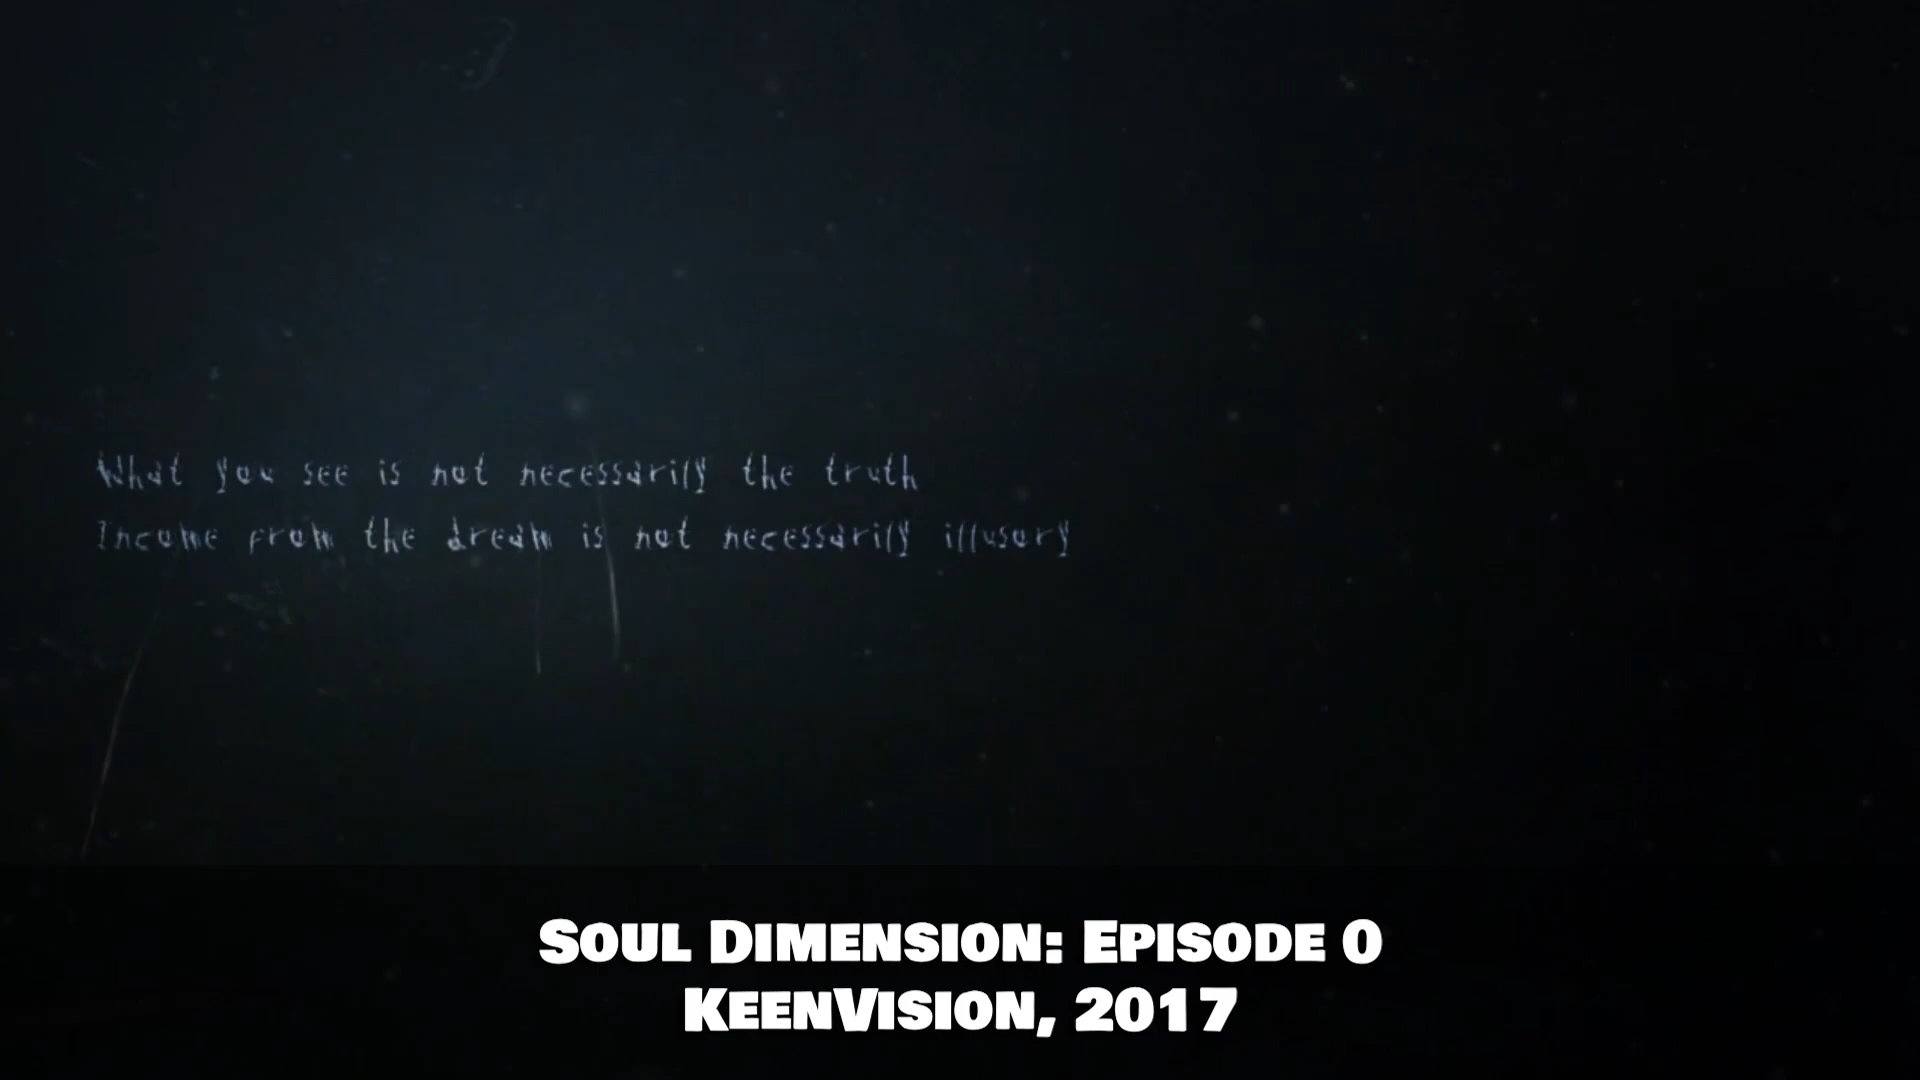 What you see is not necessarily the truth
Income from the dream is not necessarily illusory
Soul Dimension: Episode 0
KeenVision, 2017